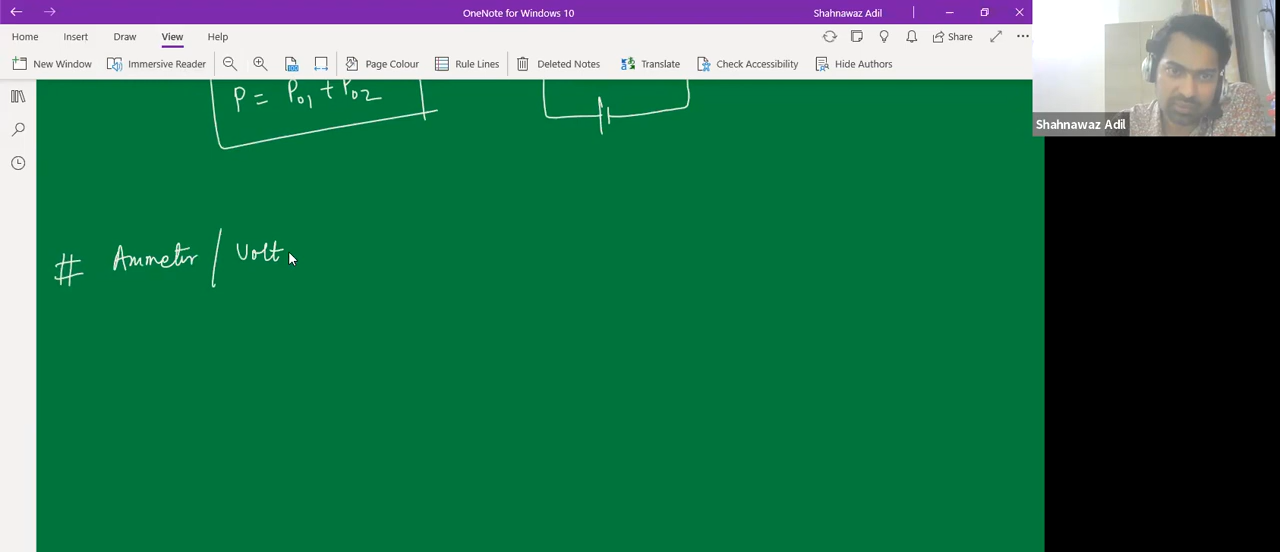 OneNote for Windows 10
Shahnawaz Adil
Home Insert Draw View Help
Share
New Window Immersive Reader Page Colour Rule Lines Deleted Notes Translate Check Accessibility Hide Authors
P = P01 + P02
Shahnawaz Adil
# Ammeter / Volt